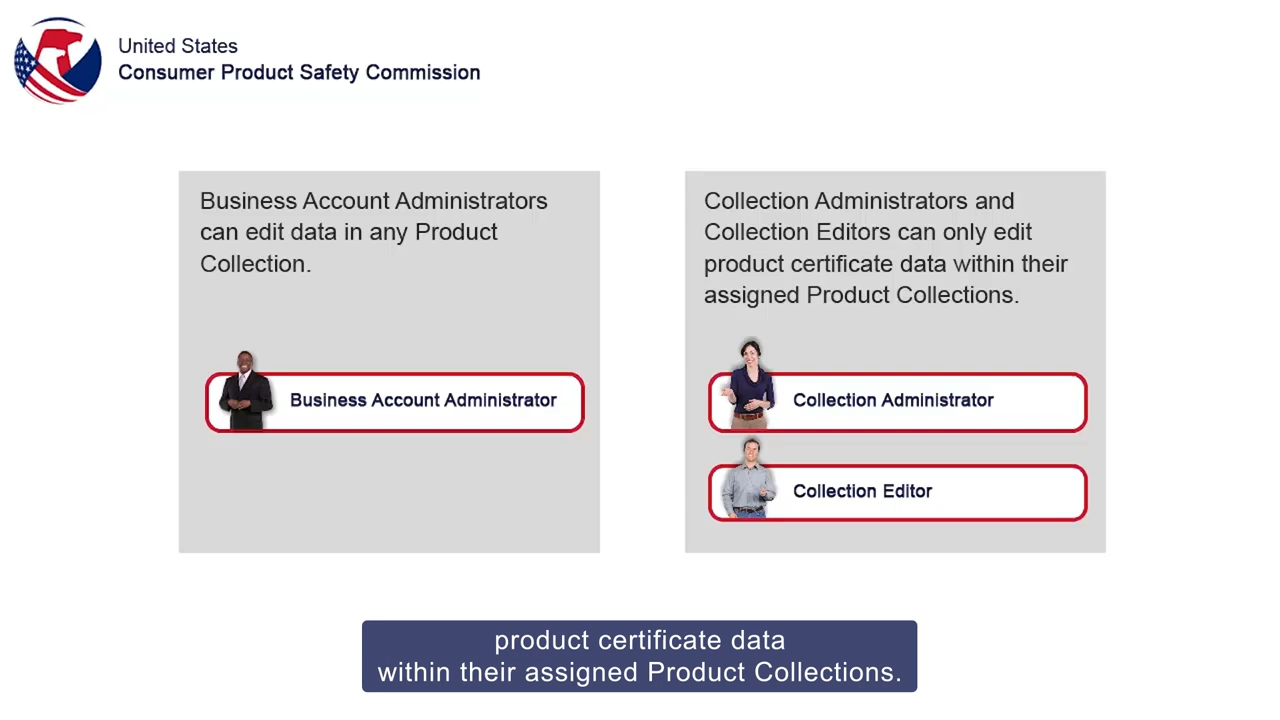 United States
Consumer Product Safety Commission
Business Account Administrators
can edit data in any Product
Collection.
Business Account Administrator
Collection Administrators and
Collection Editors can only edit
product certificate data within their
assigned Product Collections.
Collection Administrator
Collection Editor
product certificate data
within their assigned Product Collections.